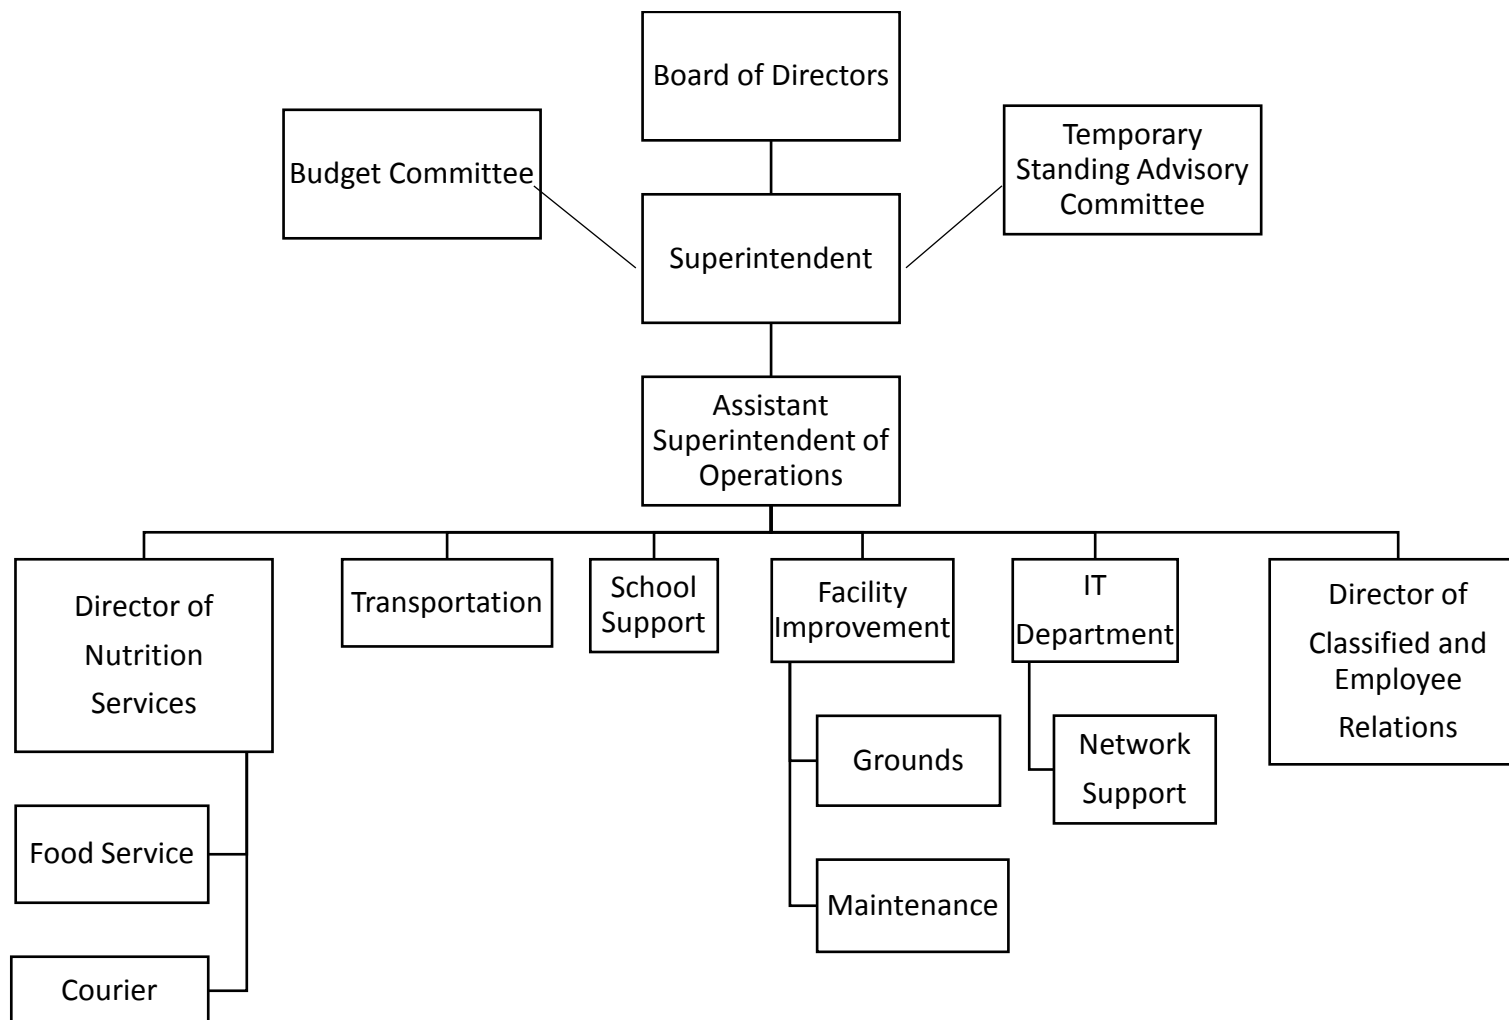 Board of Directors
Budget Committee
Temporary
Standing Advisory
Committee
Superintendent
Assistant
Superintendent of
Operations
Director of
Nutrition
Services
Transportation
School
Support
Facility
Improvement
IT
Department
Director of
Classified and
Employee
Relations
Grounds
Network
Support
Food Service
Maintenance
Courier